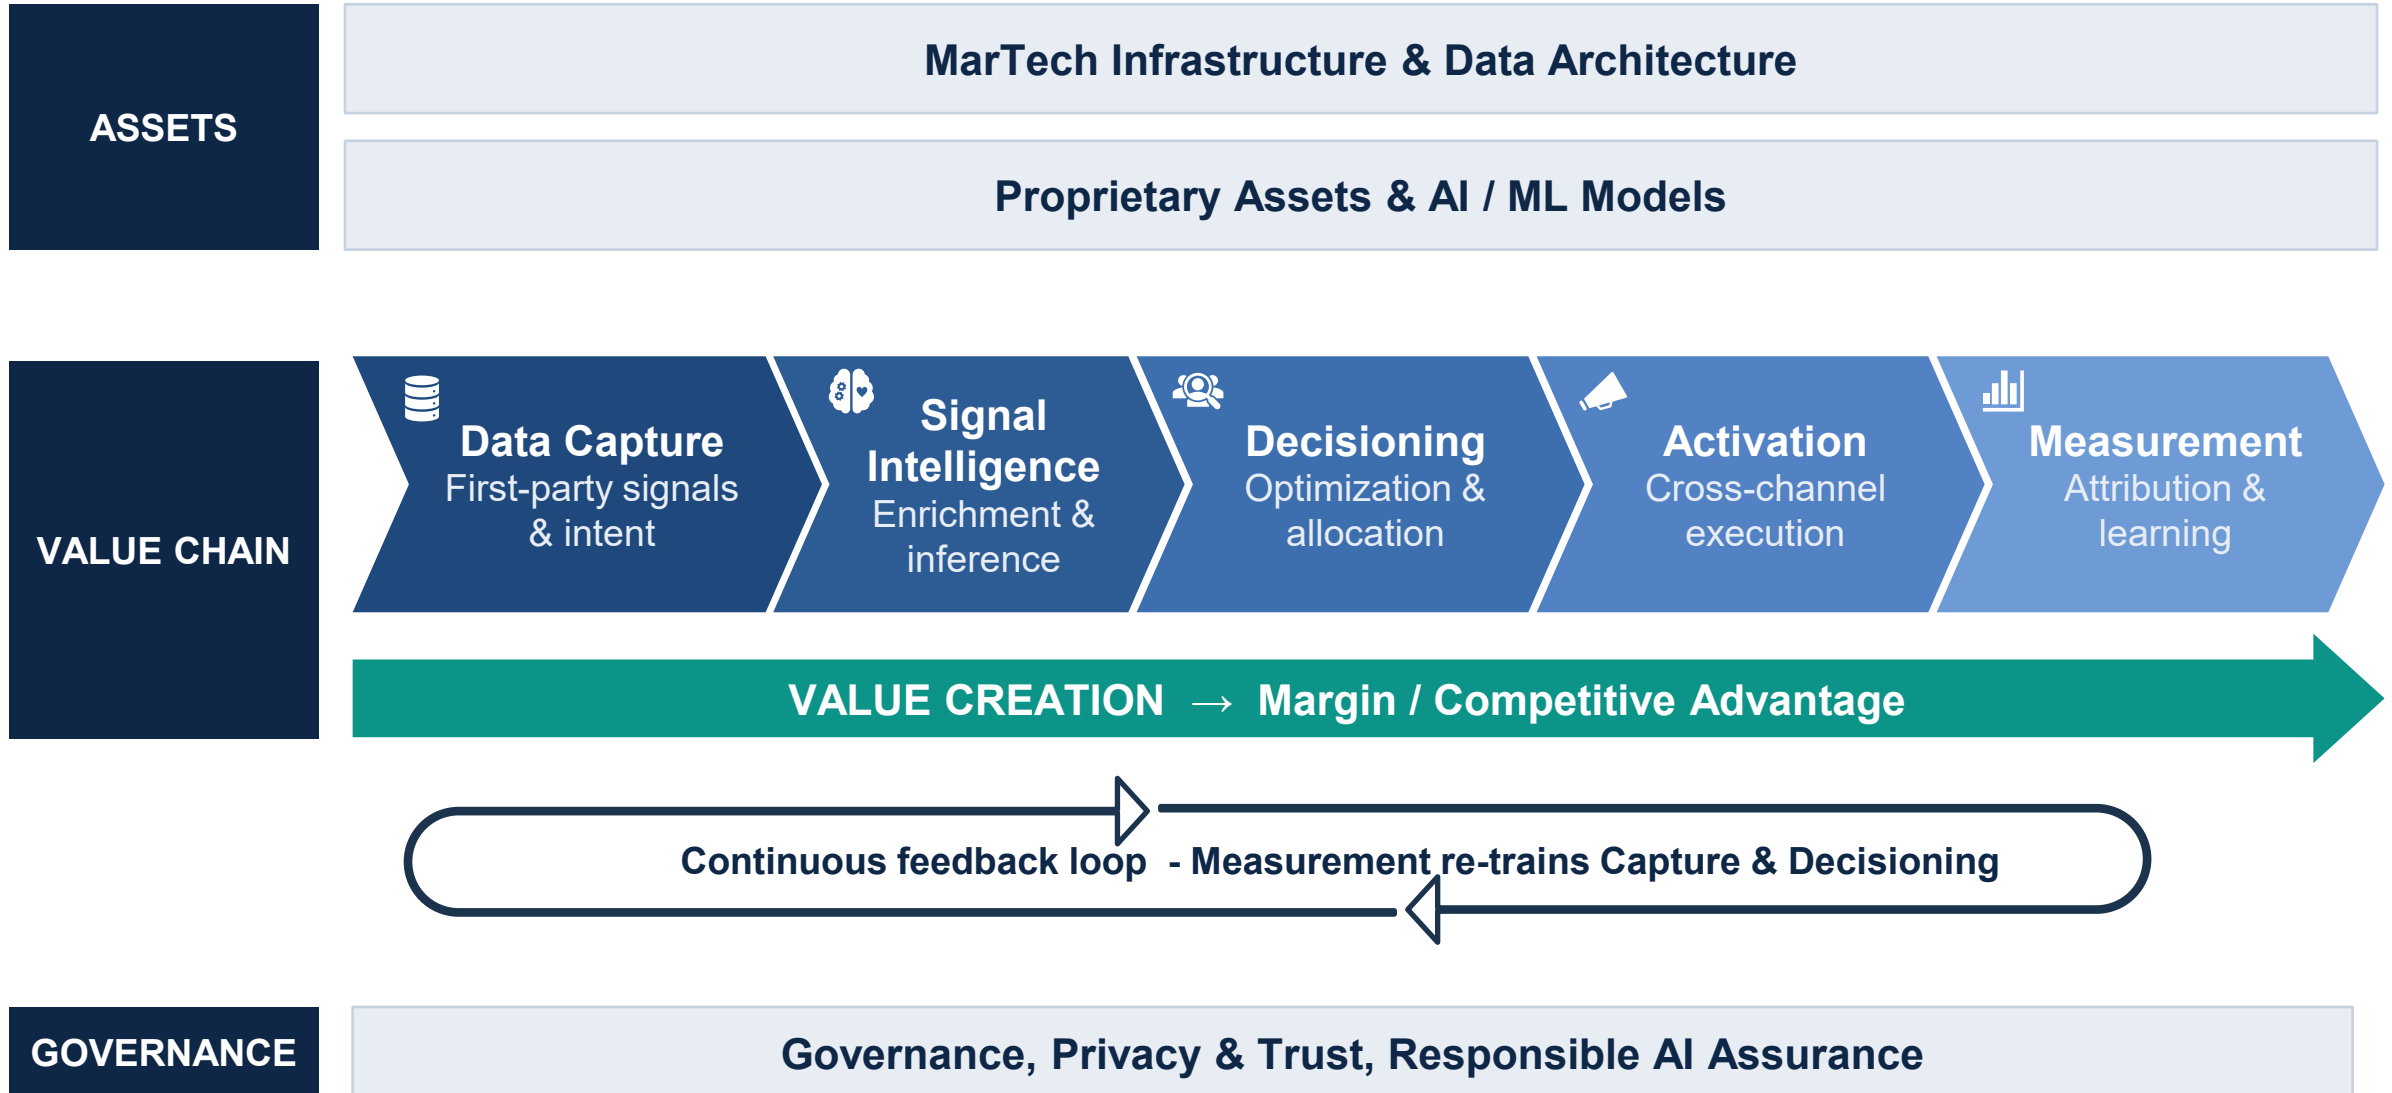 ASSETS
MarTech Infrastructure & Data Architecture
Proprietary Assets & AI / ML Models
VALUE CHAIN
Data Capture
First-party signals
& intent
Signal
Intelligence
Enrichment &
inference
Decisioning
Optimization &
allocation
Activation
Cross-channel
execution
Measurement
Attribution &
learning
VALUE CREATION → Margin / Competitive Advantage
Continuous feedback loop - Measurement re-trains Capture & Decisioning
GOVERNANCE
Governance, Privacy & Trust, Responsible AI Assurance